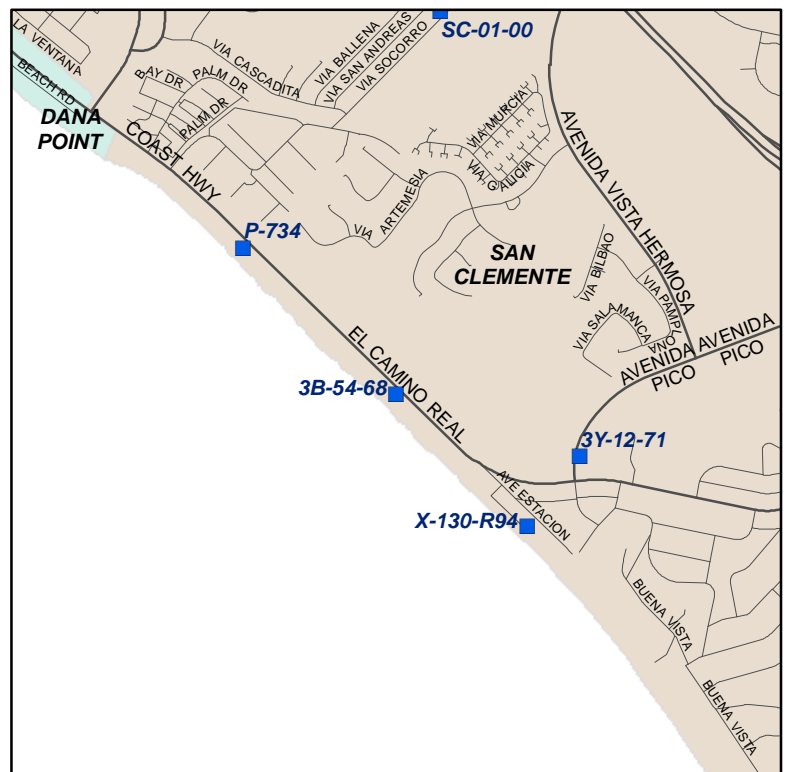 SC-01-00
LA VENTANA
BEACH RD
DANA
POINT
BAY DR
PALM DR
PALM DR
VIA CASCADITA
VIA BALLENA
VIA SAN ANDREAS
VIA SOCORRO
COAST HWY
VIA MURCIA
VIA GALICIA
AVENIDA VISTA HERMOSA
VIA
ARTEMESIA
P-734
SAN
CLEMENTE
VIA BILBAO
VIA PAMPLONA
VIA SALAMANCA
AVENIDA
PICO
AVENIDA
PICO
EL CAMINO REAL
3B-54-68
3Y-12-71
AVE ESTACION
X-130-R94
BUENA VISTA
BUENA VISTA